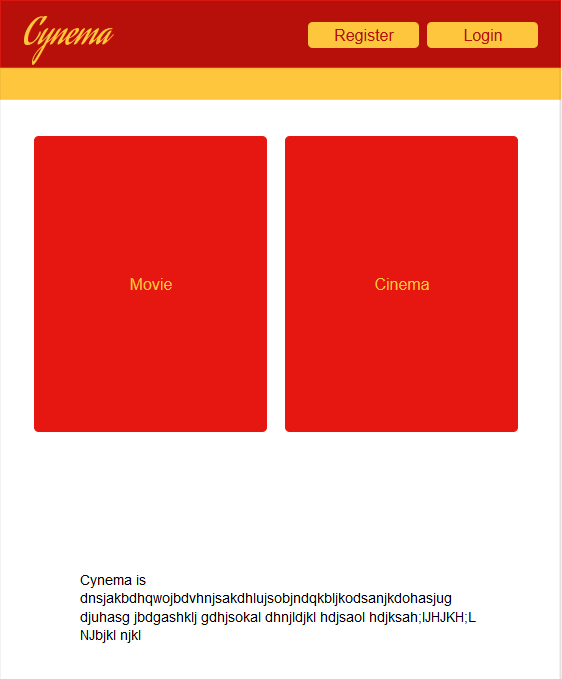 Cynema
Register
Login
Movie
Cinema
Cynema is
dnsjakbdhqwojbdvhnjsakdhlujsobjndqkbljkodsanjkdohasjug
djuhasg jbdgashklj gdhjsokal dhnjldjkl hdjsaol hdjksah;lJHJKH;L
NJbjkl njkl